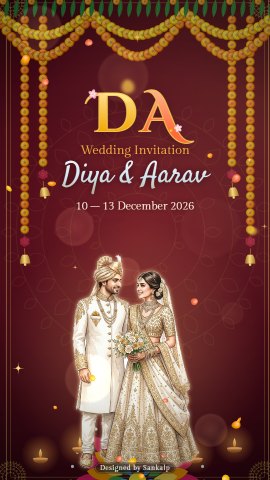 DA
Wedding Invitation
Diya & Aarav
10 — 13 December 2026
Designed by Sankalp